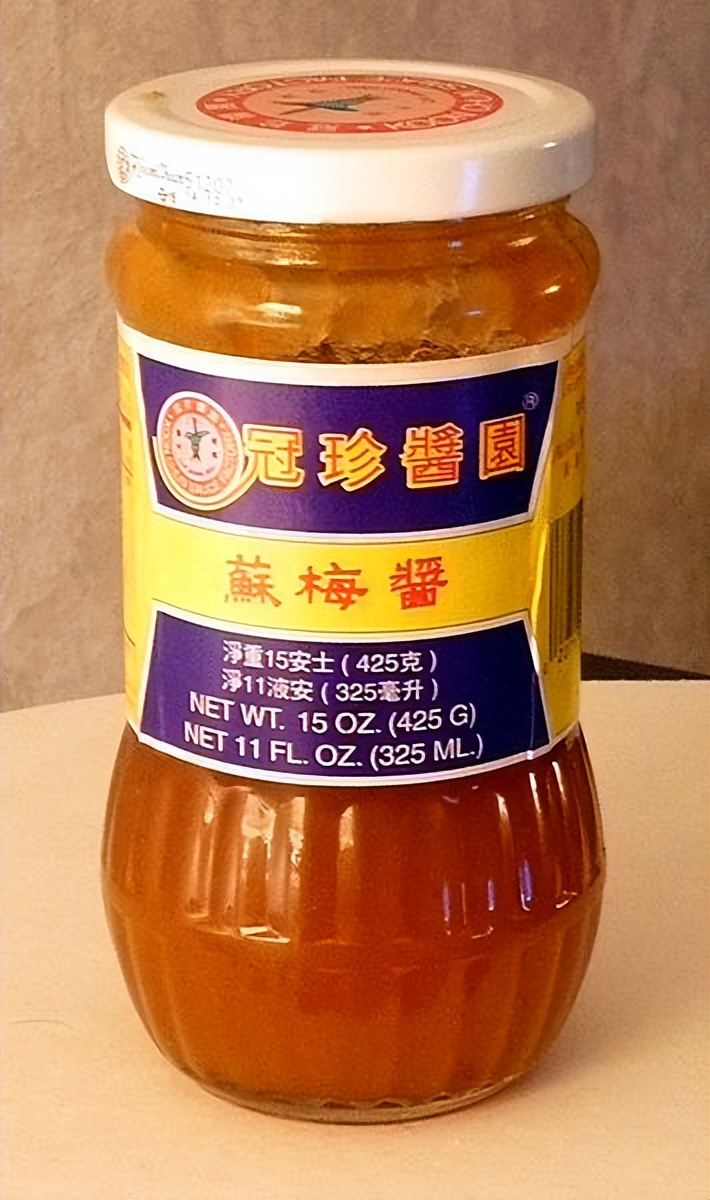 冠珍醬園®
蘇梅醬
淨重15安士 ( 425克 )
淨11液安 ( 325毫升 )
NET WT. 15 OZ. (425 G)
NET 11 FL. OZ. (325 ML.)